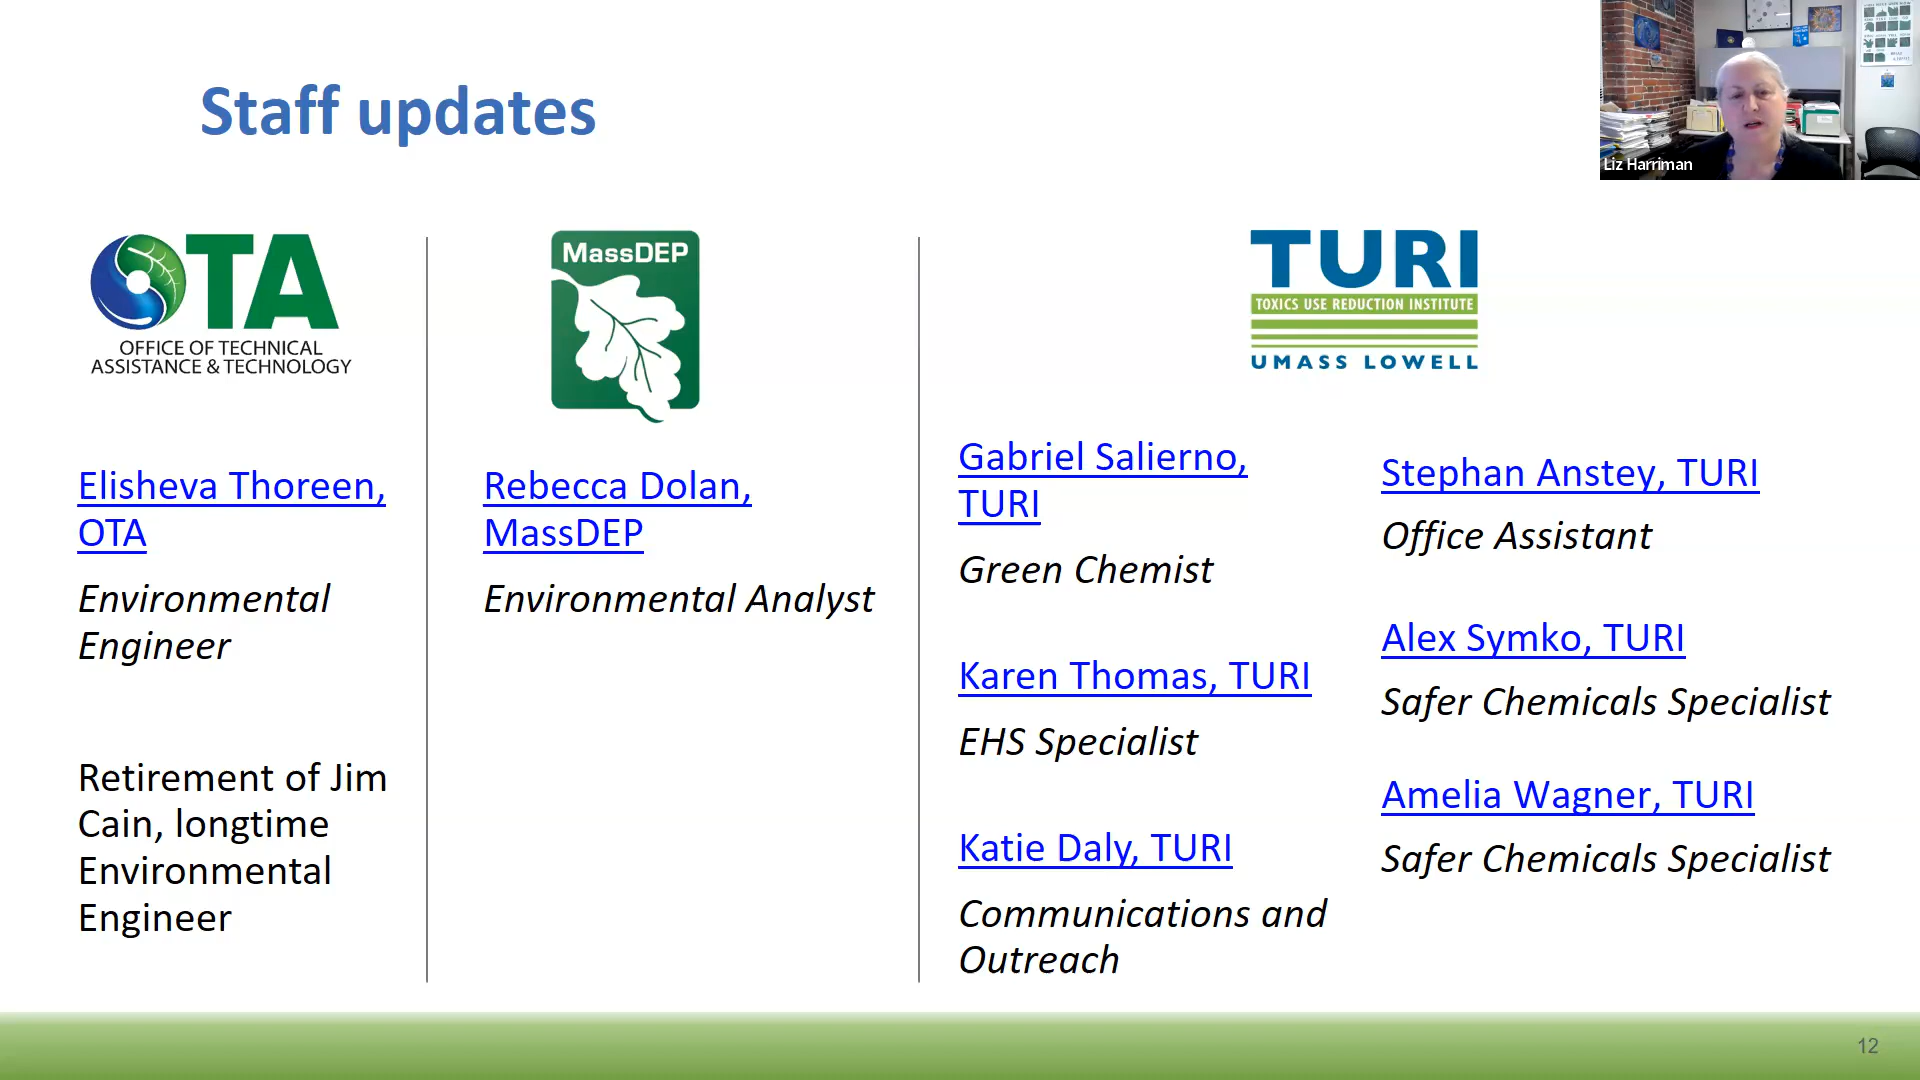 Staff updates
Liz Harriman
OTA
OFFICE OF TECHNICAL
ASSISTANCE & TECHNOLOGY
Elisheva Thoreen,
OTA
Environmental
Engineer
Retirement of Jim
Cain, longtime
Environmental
Engineer
MassDEP
Rebecca Dolan,
MassDEP
Environmental Analyst
TURI
TOXICS USE REDUCTION INSTITUTE
UMASS LOWELL
Gabriel Salierno,
TURI
Green Chemist
Karen Thomas, TURI
EHS Specialist
Katie Daly, TURI
Communications and
Outreach
Stephan Anstey, TURI
Office Assistant
Alex Symko, TURI
Safer Chemicals Specialist
Amelia Wagner, TURI
Safer Chemicals Specialist
12